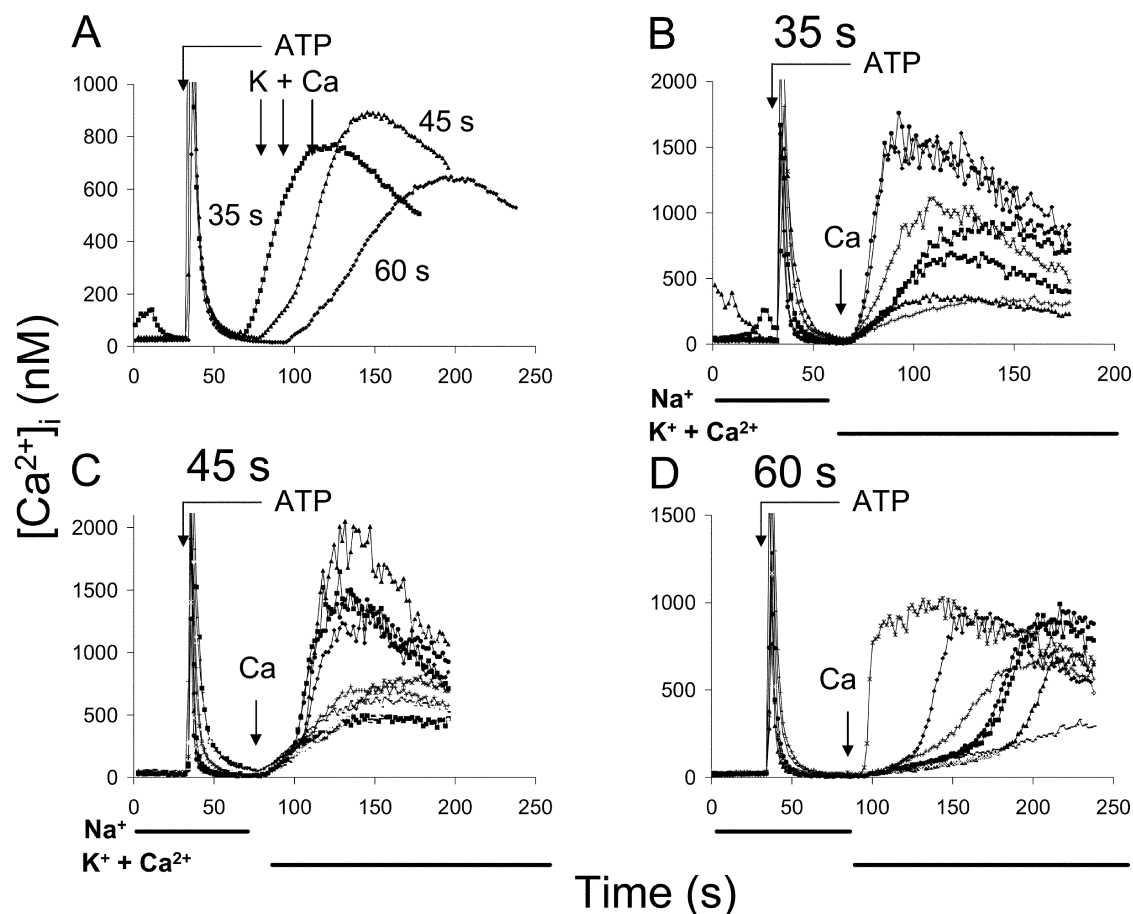 A
ATP
K + Ca
1000
800
600
400
200
0
45 s
35 s
60 s
0 50 100 150 200 250
B 35 s
ATP
2000
1500
1000
500
0
Ca
0 50 100 150 200
Na⁺
K⁺ + Ca²⁺
C 45 s
ATP
2000
1500
1000
500
0
Ca
0 50 100 150 200 250
Na⁺
K⁺ + Ca²⁺
D 60 s
ATP
1500
1000
500
0
Ca
0 50 100 150 200 250
[Ca²⁺]ᵢ (nM)
Time (s)